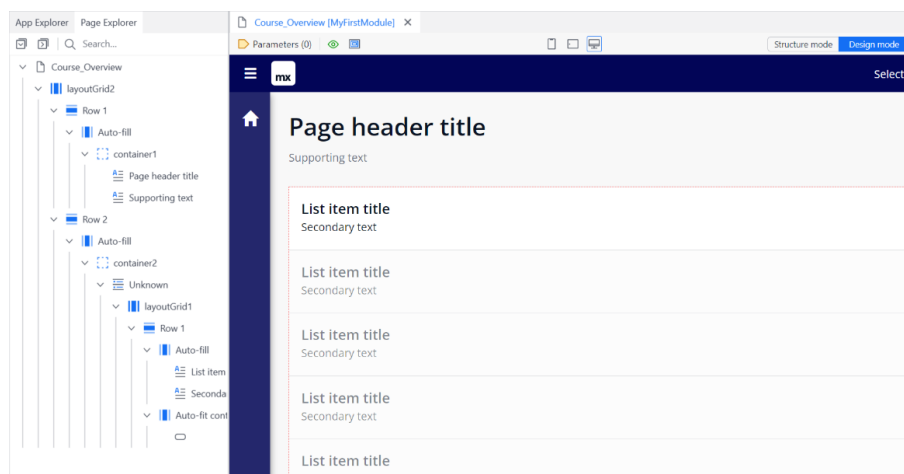 App Explorer Page Explorer
Search...
Course_Overview
layoutGrid2
Row 1
Auto-fill
container1
Page header title
Supporting text
Row 2
Auto-fill
container2
Unknown
layoutGrid1
Row 1
Auto-fill
List item
Seconda
Auto-fit cont
Course_Overview [MyFirstModule]
Parameters (0)
Structure mode Design mode
mx
Select
Page header title
Supporting text
List item title
Secondary text
List item title
Secondary text
List item title
Secondary text
List item title
Secondary text
List item title